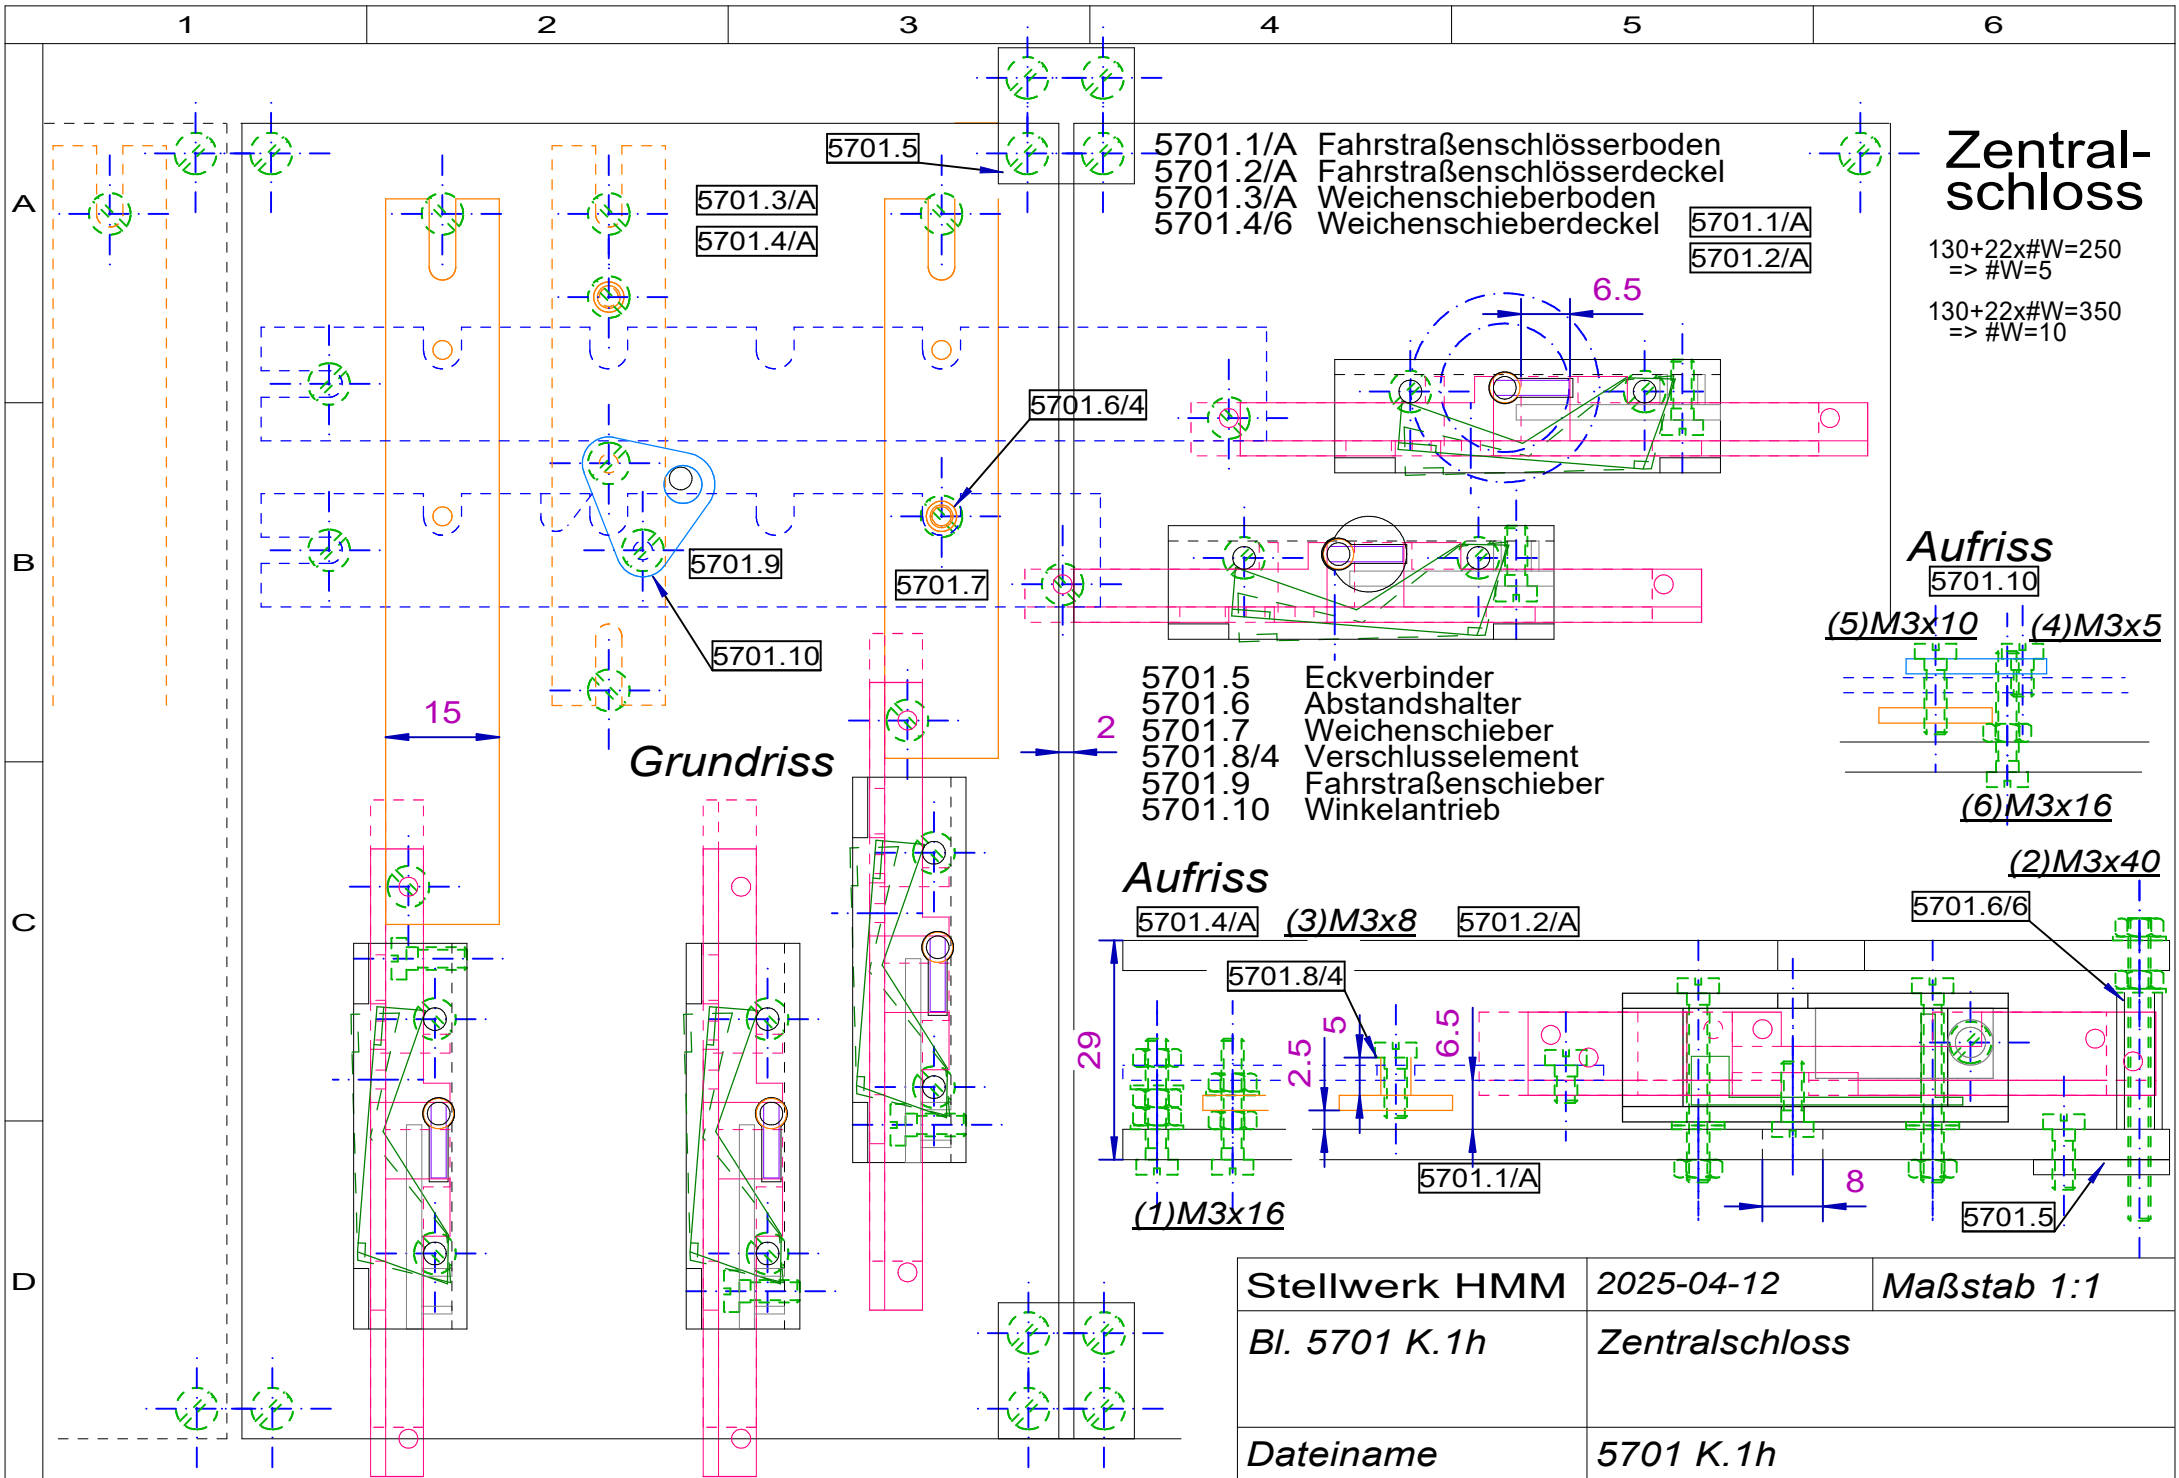 1 2 3 4 5 6
A
B
C
D
5701.5
5701.3/A
5701.4/A
5701.1/A Fahrstraßenschlösserboden
5701.2/A Fahrstraßenschlösserdeckel
5701.3/A Weichenschieberboden
5701.4/6 Weichenschieberdeckel
5701.1/A
5701.2/A
Zentral-
schloss
130+22x#W=250
=> #W=5
130+22x#W=350
=> #W=10
6.5
5701.6/4
5701.9
5701.7
5701.10
15
2
Grundriss
5701.5 Eckverbinder
5701.6 Abstandshalter
5701.7 Weichenschieber
5701.8/4 Verschlusselement
5701.9 Fahrstraßenschieber
5701.10 Winkelantrieb
Aufriss
5701.10
(5)M3x10 (4)M3x5
(6)M3x16
Aufriss
5701.4/A (3)M3x8 5701.2/A
(2)M3x40
5701.6/6
5701.8/4
29
2.5
5
6.5
5701.1/A
8
5701.5
(1)M3x16
Stellwerk HMM 2025-04-12 Maßstab 1:1
Bl. 5701 K.1h Zentralschloss
Dateiname 5701 K.1h